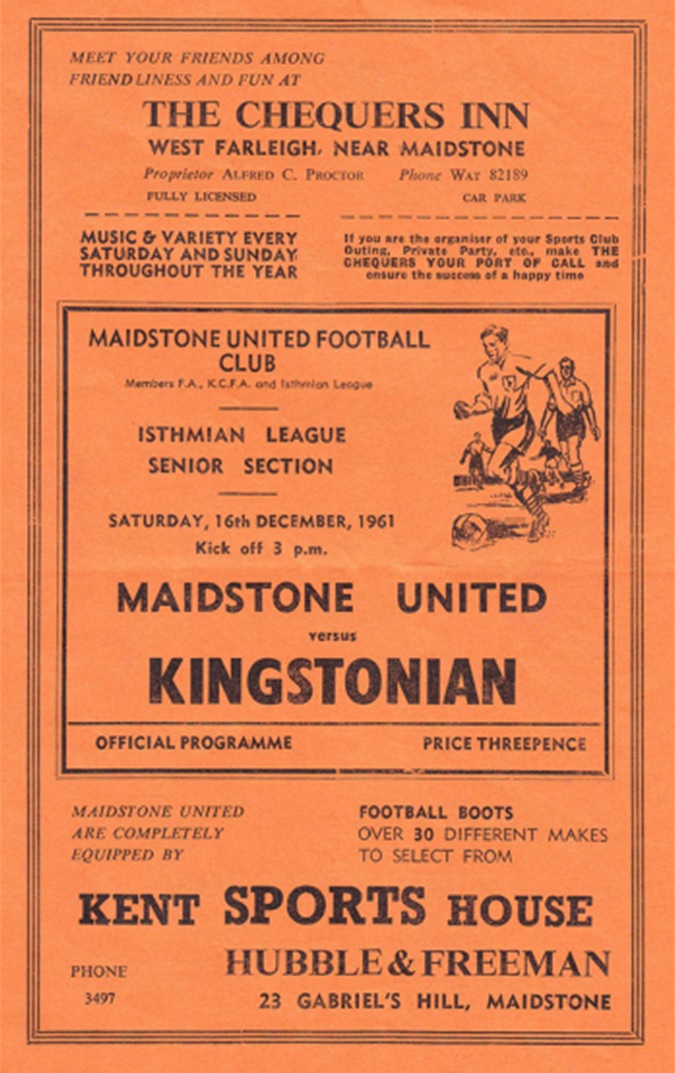 MEET YOUR FRIENDS AMONG
FRIENDLINESS AND FUN AT
THE CHEQUERS INN
WEST FARLEIGH, NEAR MAIDSTONE
Proprietor ALFRED C. PROCTOR Phone WAT 82189
FULLY LICENSED CAR PARK
MUSIC & VARIETY EVERY
SATURDAY AND SUNDAY
THROUGHOUT THE YEAR
If you are the organiser of your Sports Club
Outing, Private Party, etc., make THE
CHEQUERS YOUR PORT OF CALL and
ensure the success of a happy time
MAIDSTONE UNITED FOOTBALL
CLUB
Members F.A., K.C.F.A. and Isthmian League
ISTHMIAN LEAGUE
SENIOR SECTION
SATURDAY, 16th DECEMBER, 1961
Kick off 3 p.m.
MAIDSTONE UNITED
versus
KINGSTONIAN
OFFICIAL PROGRAMME PRICE THREEPENCE
MAIDSTONE UNITED
ARE COMPLETELY
EQUIPPED BY
FOOTBALL BOOTS
OVER 30 DIFFERENT MAKES
TO SELECT FROM
KENT SPORTS HOUSE
HUBBLE & FREEMAN
PHONE
3497
23 GABRIEL'S HILL, MAIDSTONE